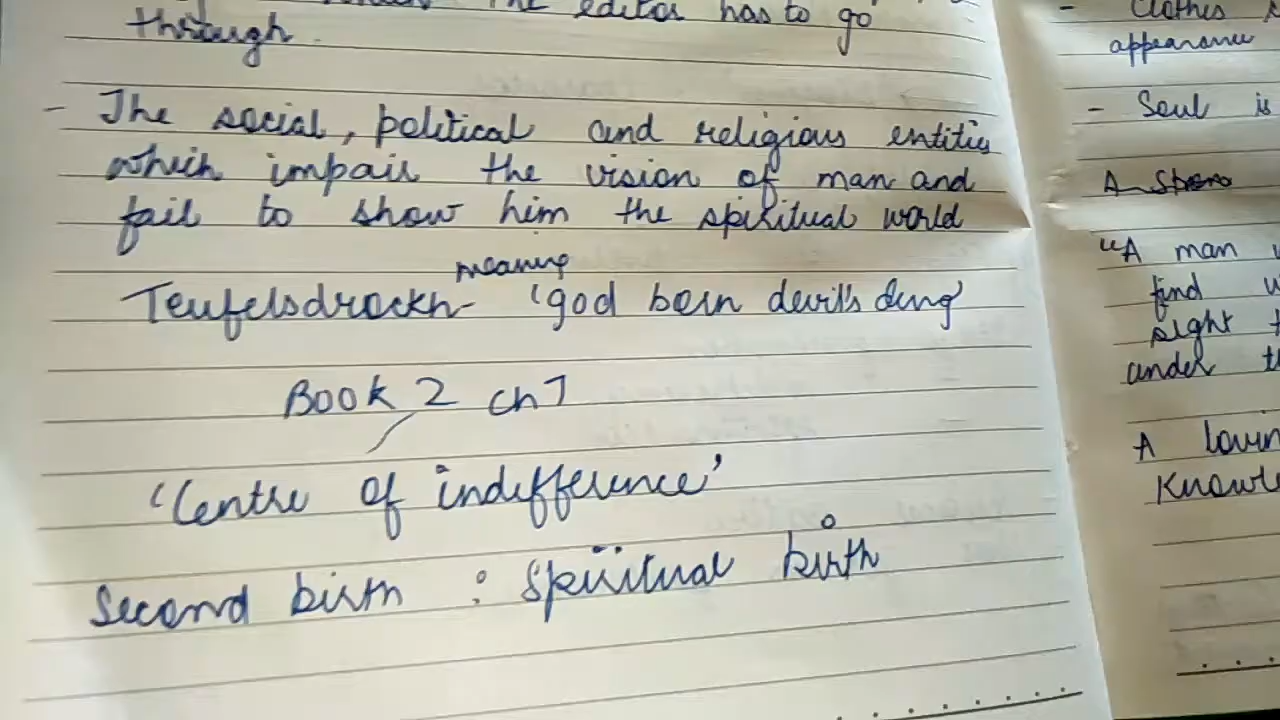 the editor has to go
through.
- The social, political and religious entities
which impair the vision of man and
fail to show him the spiritual world
meaning
Teufelsdrockh - 'god born devil's dung'
Book 2 ch 7
'Centre of indifference'
Second birth : Spiritual birth
- Clothes
appearance
- Soul is
"A man
find
sight
under
A lovin
Knowle